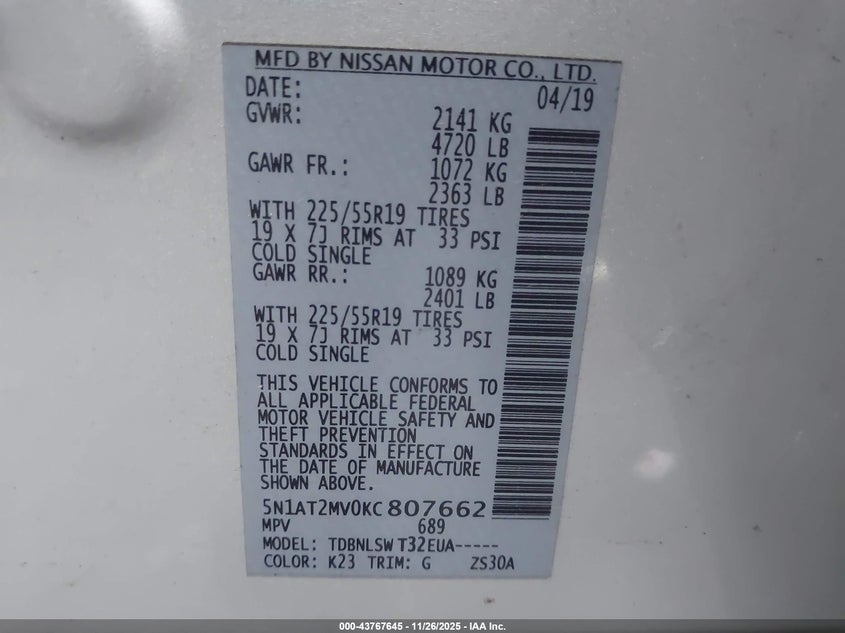 MFD BY NISSAN MOTOR CO., LTD.
DATE: 04/19
GVWR: 2141 KG
4720 LB
GAWR FR.: 1072 KG
2363 LB
WITH 225/55R19 TIRES
19 X 7J RIMS AT 33 PSI
COLD SINGLE
GAWR RR.: 1089 KG
2401 LB
WITH 225/55R19 TIRES
19 X 7J RIMS AT 33 PSI
COLD SINGLE
THIS VEHICLE CONFORMS TO
ALL APPLICABLE FEDERAL
MOTOR VEHICLE SAFETY AND
THEFT PREVENTION
STANDARDS IN EFFECT ON
THE DATE OF MANUFACTURE
SHOWN ABOVE.
5N1AT2MV0KC807662
MPV 689
MODEL: TDBNLSW T32EUA-----
COLOR: K23 TRIM: G ZS30A
000-43767645 - 11/26/2025 - IAA Inc.